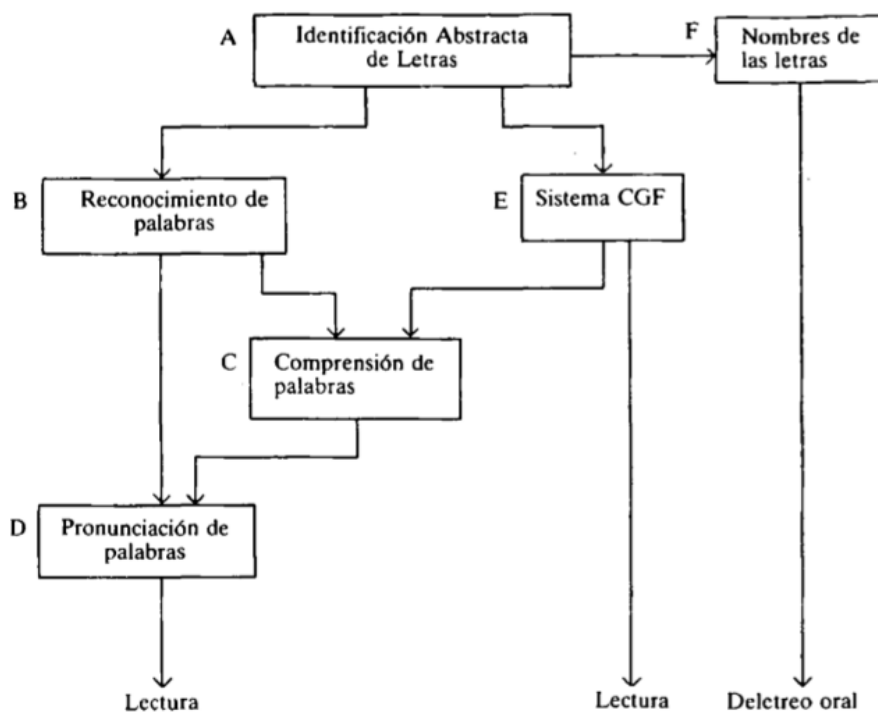 A
Identificación Abstracta
de Letras
F
Nombres de
las letras
B
Reconocimiento de
palabras
E
Sistema CGF
C
Comprensión de
palabras
D
Pronunciación de
palabras
Lectura
Lectura
Deletreo oral